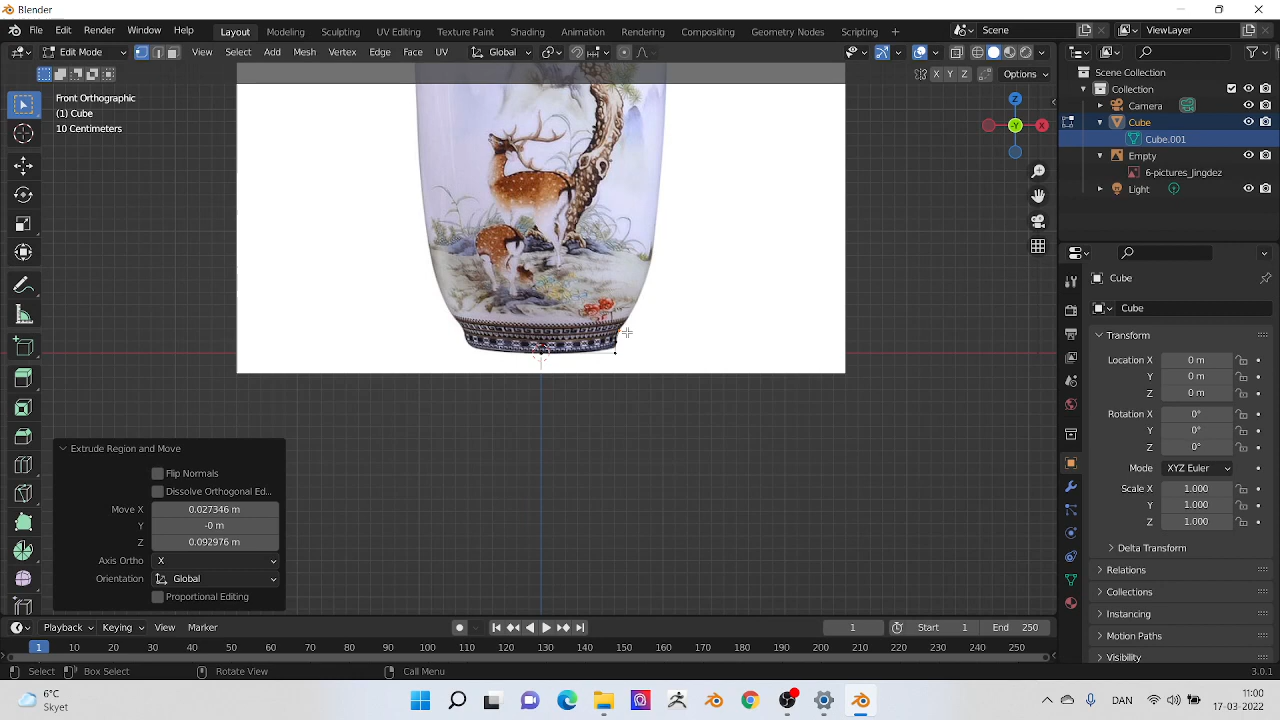 Blender
File Edit Render Window Help Layout Modeling Sculpting UV Editing Texture Paint Shading Animation Rendering Compositing Geometry Nodes Scripting Scene ViewLayer
Edit Mode View Select Add Mesh Vertex Edge Face UV Global
X Y Z Options
Front Orthographic
(1) Cube
10 Centimeters
Z
-Y X
Scene Collection
Collection
Camera
Cube
Cube.001
Empty
6-pictures_jingdez
Light
Cube
Cube
Transform
Location X 0 m
Y 0 m
Z 0 m
Rotation X 0°
Y 0°
Z 0°
Mode XYZ Euler
Scale X 1.000
Y 1.000
Z 1.000
Delta Transform
Relations
Collections
Instancing
Motion Paths
Visibility
Extrude Region and Move
Flip Normals
Dissolve Orthogonal Ed...
Move X 0.027346 m
Y -0 m
Z 0.092976 m
Axis Ortho X
Orientation Global
Proportional Editing
Playback Keying View Marker 1 Start 1 End 250
1 10 20 30 40 50 60 70 80 90 100 110 120 130 140 150 160 170 180 190 200 210 220 230 240 250
Select Box Select Rotate View Call Menu 3.0.1
6°C
Skyet
DAN
11:00
17-03-2022